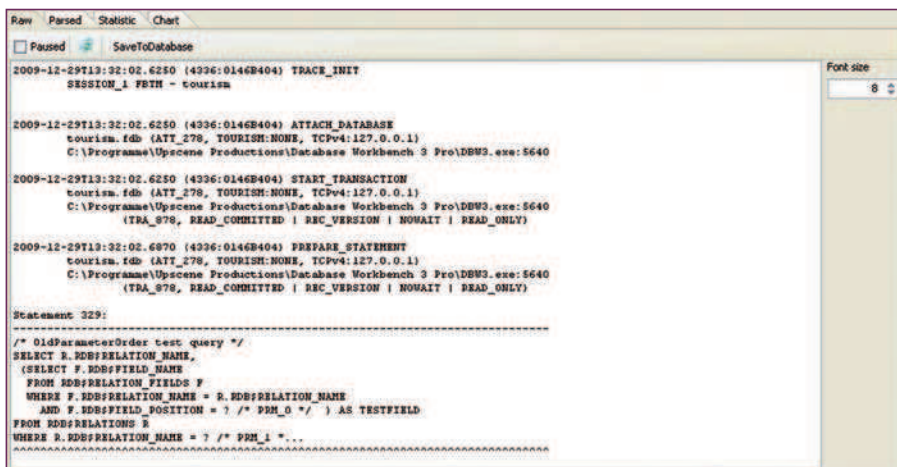 Raw Parsed Statistic Chart
Paused SaveToDatabase
Font size
8
2009-12-29T13:32:02.6250 (4336:0146B404) TRACE_INIT
SESSION_1 FBTM - tourism
2009-12-29T13:32:02.6250 (4336:0146B404) ATTACH_DATABASE
tourism.fdb (ATT_278, TOURISM:NONE, TCPv4:127.0.0.1)
C:\Programme\Upscene Productions\Database Workbench 3 Pro\DBW3.exe:5640
2009-12-29T13:32:02.6250 (4336:0146B404) START_TRANSACTION
tourism.fdb (ATT_278, TOURISM:NONE, TCPv4:127.0.0.1)
C:\Programme\Upscene Productions\Database Workbench 3 Pro\DBW3.exe:5640
(TRA_878, READ_COMMITTED | REC_VERSION | NOWAIT | READ_ONLY)
2009-12-29T13:32:02.6870 (4336:0146B404) PREPARE_STATEMENT
tourism.fdb (ATT_278, TOURISM:NONE, TCPv4:127.0.0.1)
C:\Programme\Upscene Productions\Database Workbench 3 Pro\DBW3.exe:5640
(TRA_878, READ_COMMITTED | REC_VERSION | NOWAIT | READ_ONLY)
Statement 329:
-------------------------------------------------------------------------------
/* OldParameterOrder test query */
SELECT R.RDB$RELATION_NAME,
(SELECT F.RDB$FIELD_NAME
FROM RDB$RELATION_FIELDS F
WHERE F.RDB$RELATION_NAME = R.RDB$RELATION_NAME
AND F.RDB$FIELD_POSITION = ? /* PRM_0 */ ) AS TESTFIELD
FROM RDB$RELATIONS R
WHERE R.RDB$RELATION_NAME = ? /* PRM_1 *...
^^^^^^^^^^^^^^^^^^^^^^^^^^^^^^^^^^^^^^^^^^^^^^^^^^^^^^^^^^^^^^^^^^^^^^^^^^^^^^^